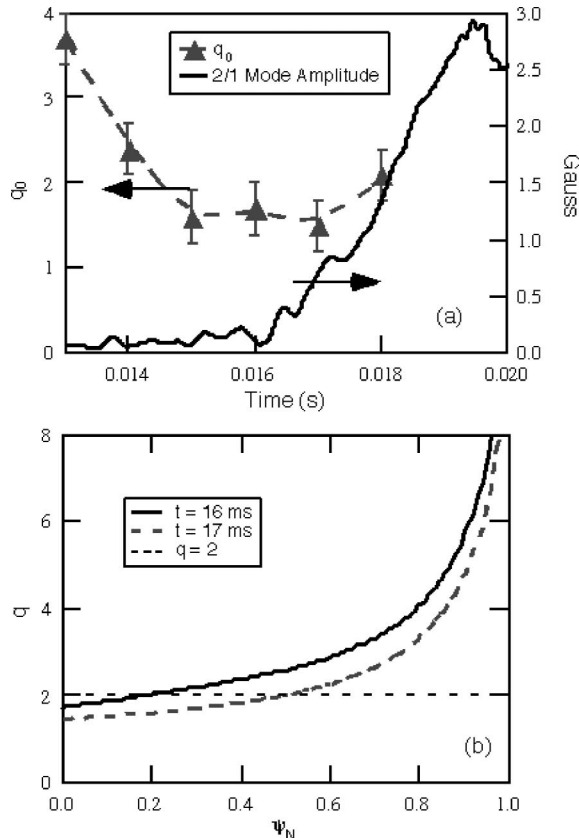 4
3
2
1
0
q0
q0
2/1 Mode Amplitude
3.0
2.5
2.0
1.5
1.0
0.5
0.0
Gauss
(a)
0.014
0.016
0.018
0.020
Time (s)
8
6
4
2
0
q
t = 16 ms
t = 17 ms
q = 2
(b)
0.0
0.2
0.4
0.6
0.8
1.0
ΨN